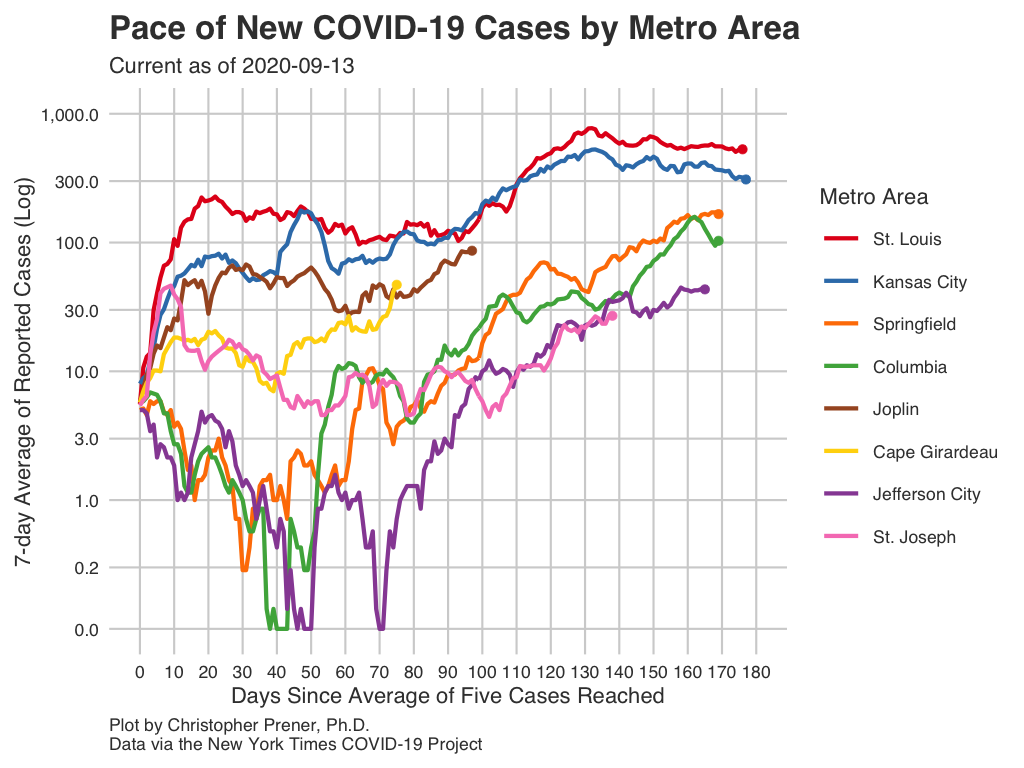 Pace of New COVID-19 Cases by Metro Area
Current as of 2020-09-13
7-day Average of Reported Cases (Log)
1,000.0
300.0
100.0
30.0
10.0
3.0
1.0
0.2
0.0
0 10 20 30 40 50 60 70 80 90 100 110 120 130 140 150 160 170 180
Days Since Average of Five Cases Reached
Metro Area
St. Louis
Kansas City
Springfield
Columbia
Joplin
Cape Girardeau
Jefferson City
St. Joseph
Plot by Christopher Prener, Ph.D.
Data via the New York Times COVID-19 Project